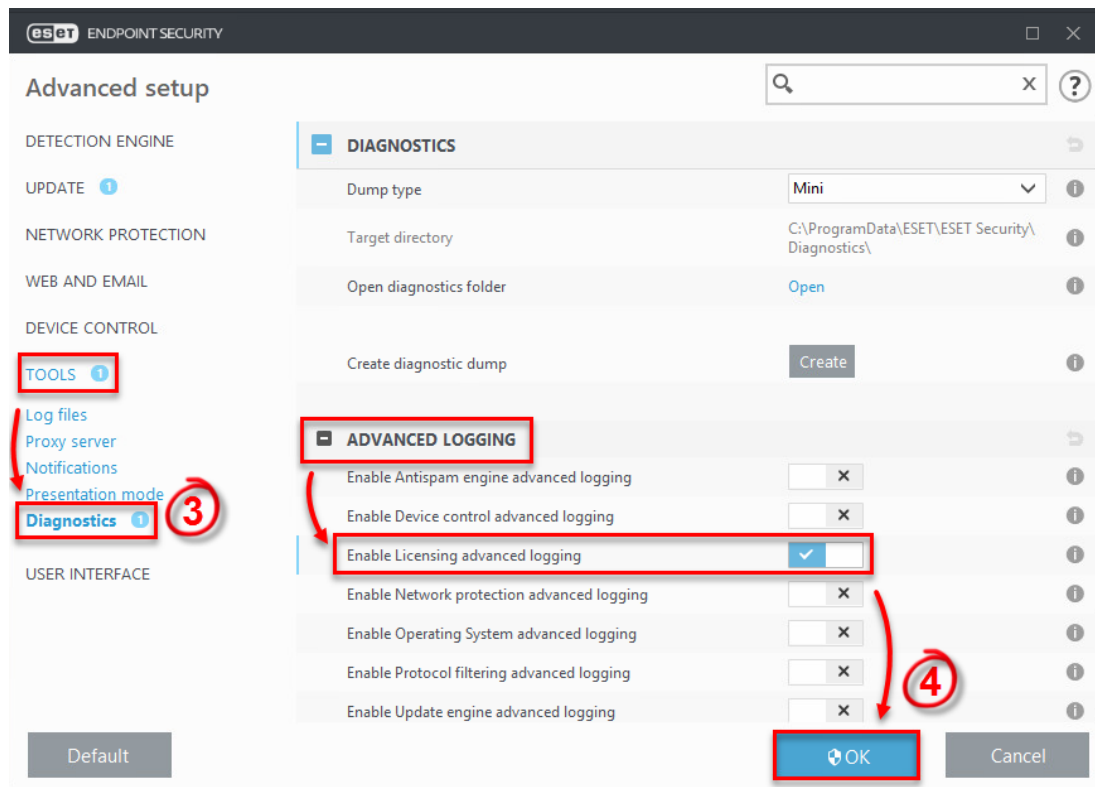 eset ENDPOINT SECURITY
Advanced setup
x
?
DETECTION ENGINE
UPDATE 1
NETWORK PROTECTION
WEB AND EMAIL
DEVICE CONTROL
TOOLS 1
Log files
Proxy server
Notifications
Presentation mode
Diagnostics 1
3
USER INTERFACE
DIAGNOSTICS
Dump type
Mini
Target directory
C:\ProgramData\ESET\ESET Security\
Diagnostics\
Open diagnostics folder
Open
Create diagnostic dump
Create
ADVANCED LOGGING
Enable Antispam engine advanced logging
Enable Device control advanced logging
Enable Licensing advanced logging
Enable Network protection advanced logging
Enable Operating System advanced logging
Enable Protocol filtering advanced logging
Enable Update engine advanced logging
4
Default
OK
Cancel